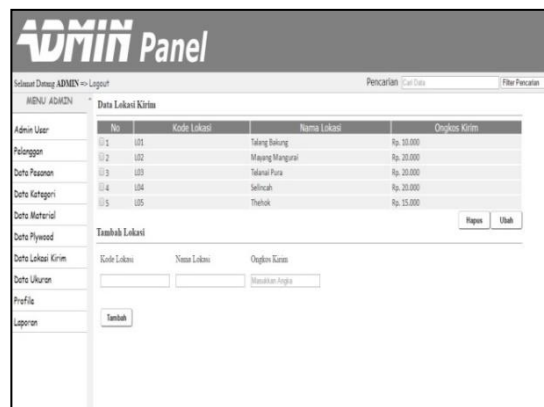 ADMIN Panel
Selamat Datang ADMIN => Logout
Pencarian Cari Data Filter Pencarian
MENU ADMIN
Admin User
Pelanggan
Data Pesanan
Data Kategori
Data Material
Data Plywood
Data Lokasi Kirim
Data Ukuran
Profile
Laporan
Data Lokasi Kirim
No Kode Lokasi Nama Lokasi Ongkos Kirim
1 L01 Talang Bakung Rp. 10.000
2 L02 Mayang Mangurai Rp. 20.000
3 L03 Telanai Pura Rp. 20.000
4 L04 Selincah Rp. 20.000
5 L05 Thehok Rp. 15.000
Hapus Ubah
Tambah Lokasi
Kode Lokasi Nama Lokasi Ongkos Kirim
Masukkan Angka
Tambah